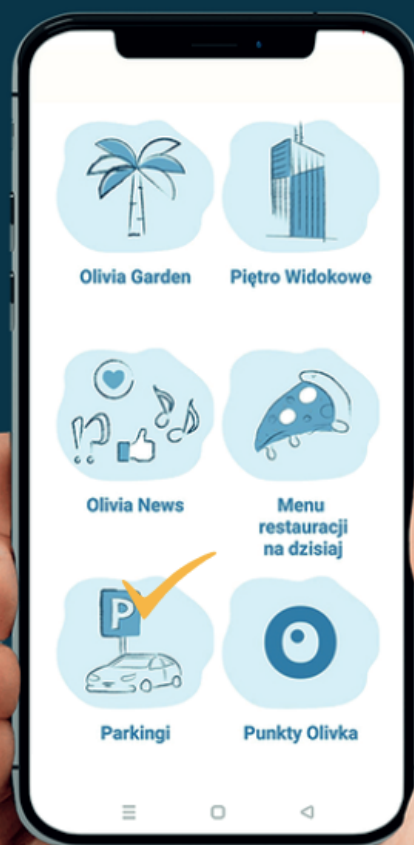 Olivia Garden
Piętro Widokowe
!?
Olivia News
Menu
restauracji
na dzisiaj
P
Parkingi
Punkty Olivka